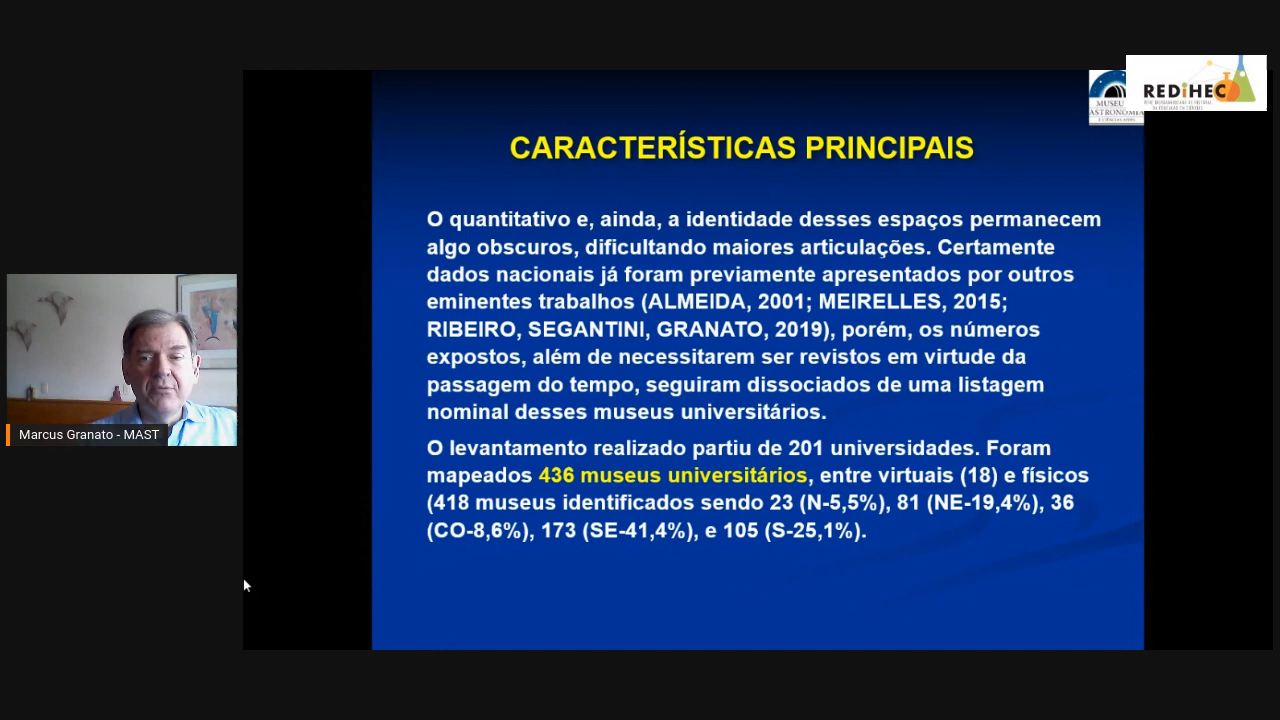 REDiHEC
MUSEU
ASTRONOMIA
CARACTERÍSTICAS PRINCIPAIS
O quantitativo e, ainda, a identidade desses espaços permanecem
algo obscuros, dificultando maiores articulações. Certamente
dados nacionais já foram previamente apresentados por outros
eminentes trabalhos (ALMEIDA, 2001; MEIRELLES, 2015;
RIBEIRO, SEGANTINI, GRANATO, 2019), porém, os números
expostos, além de necessitarem ser revistos em virtude da
passagem do tempo, seguiram dissociados de uma listagem
nominal desses museus universitários.
O levantamento realizado partiu de 201 universidades. Foram
mapeados 436 museus universitários, entre virtuais (18) e físicos
(418 museus identificados sendo 23 (N-5,5%), 81 (NE-19,4%), 36
(CO-8,6%), 173 (SE-41,4%), e 105 (S-25,1%).
Marcus Granato - MAST